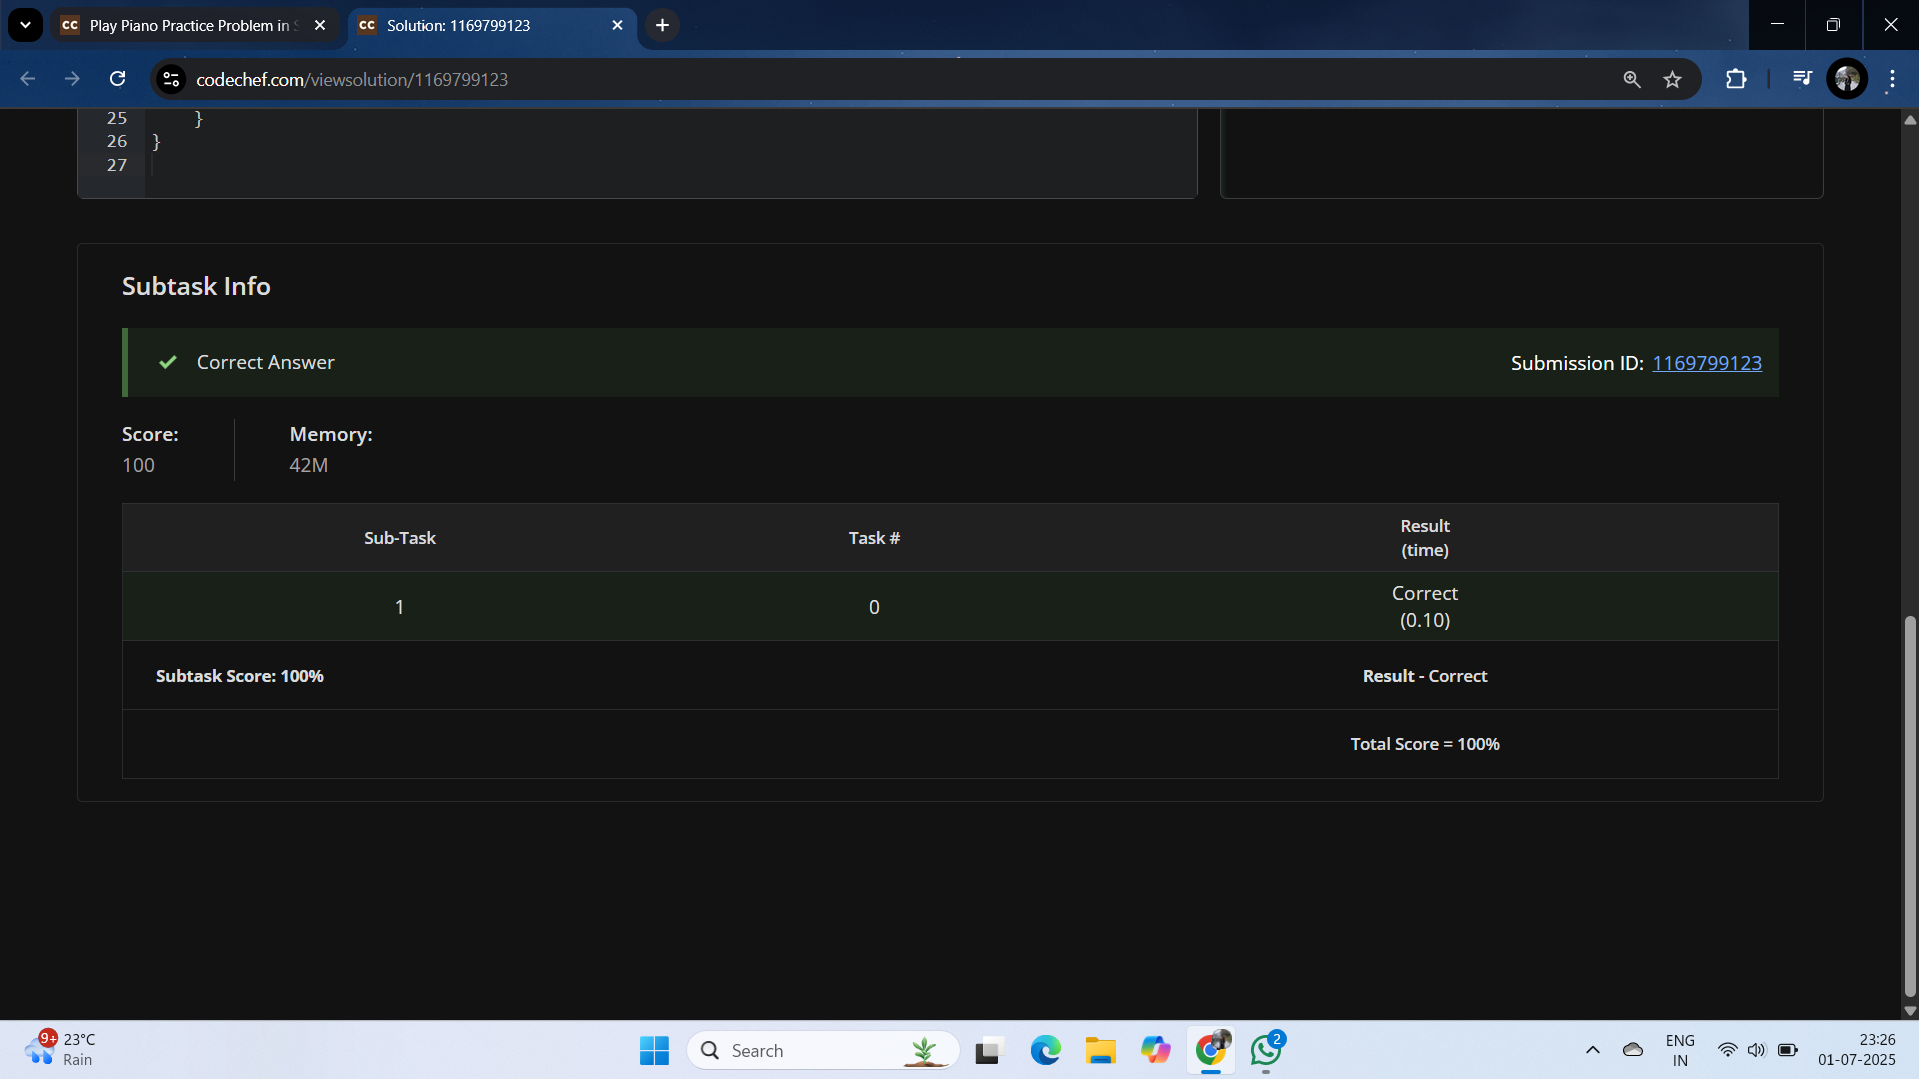 Play Piano Practice Problem in
Solution: 1169799123
codechef.com/viewsolution/1169799123
25 }
26 }
27
Subtask Info
Correct Answer
Submission ID: 1169799123
Score:
100
Memory:
42M
Sub-Task Task # Result
(time)
1 0 Correct
(0.10)
Subtask Score: 100% Result - Correct
Total Score = 100%
9+ 23°C
Rain
Search
2
ENG
IN
23:26
01-07-2025